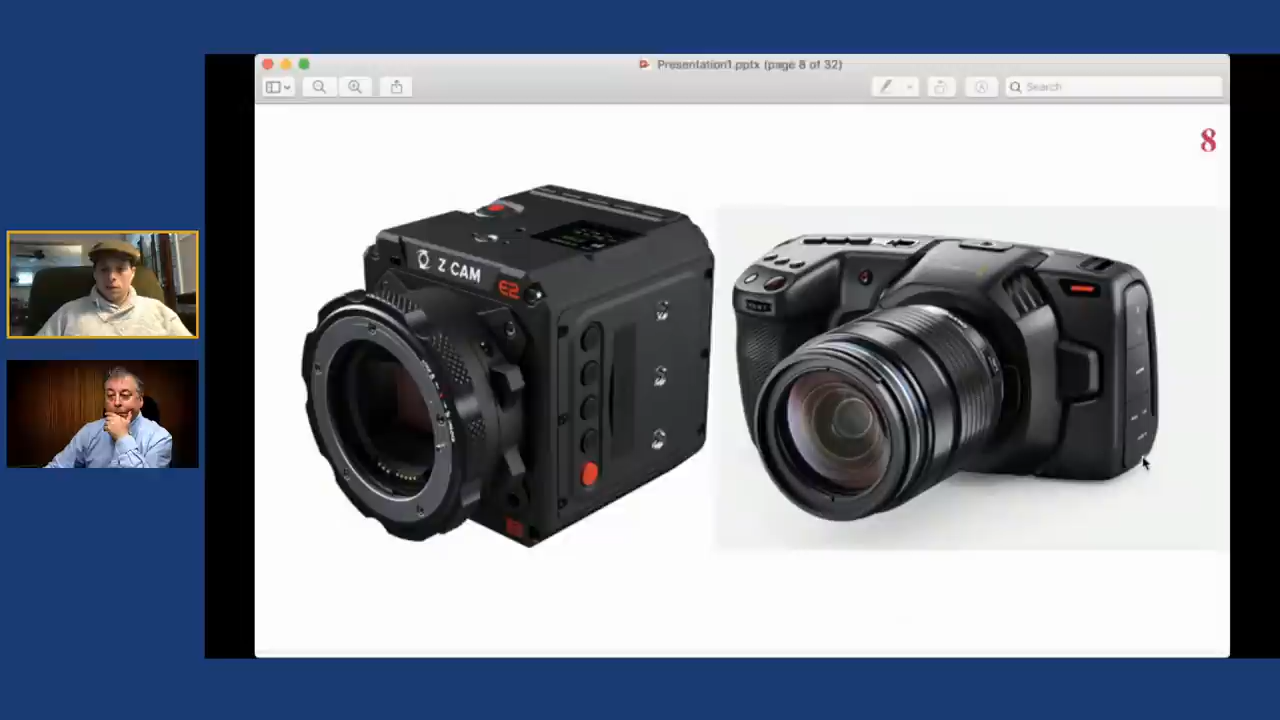 Presentation1.pptx (page 8 of 32)
Search
8
Z CAM
E2